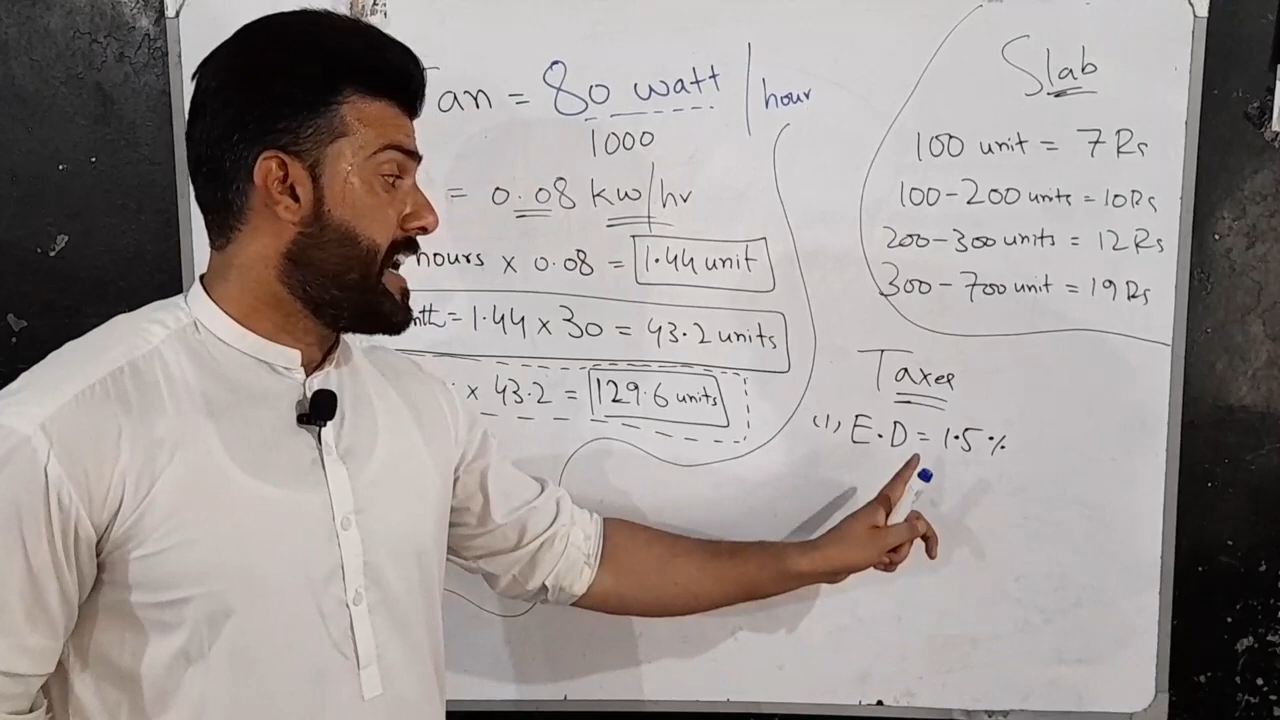 an = 80 watt / hour
1000
= 0.08 kw/hr
hours x 0.08 = 1.44 unit
= 1.44 x 30 = 43.2 units
x 43.2 = 129.6 units
Slab
100 unit = 7 Rs
100-200 units = 10 Rs
200-300 units = 12 Rs
300-700 unit = 19 Rs
Taxes
(1) E.D = 1.5 %